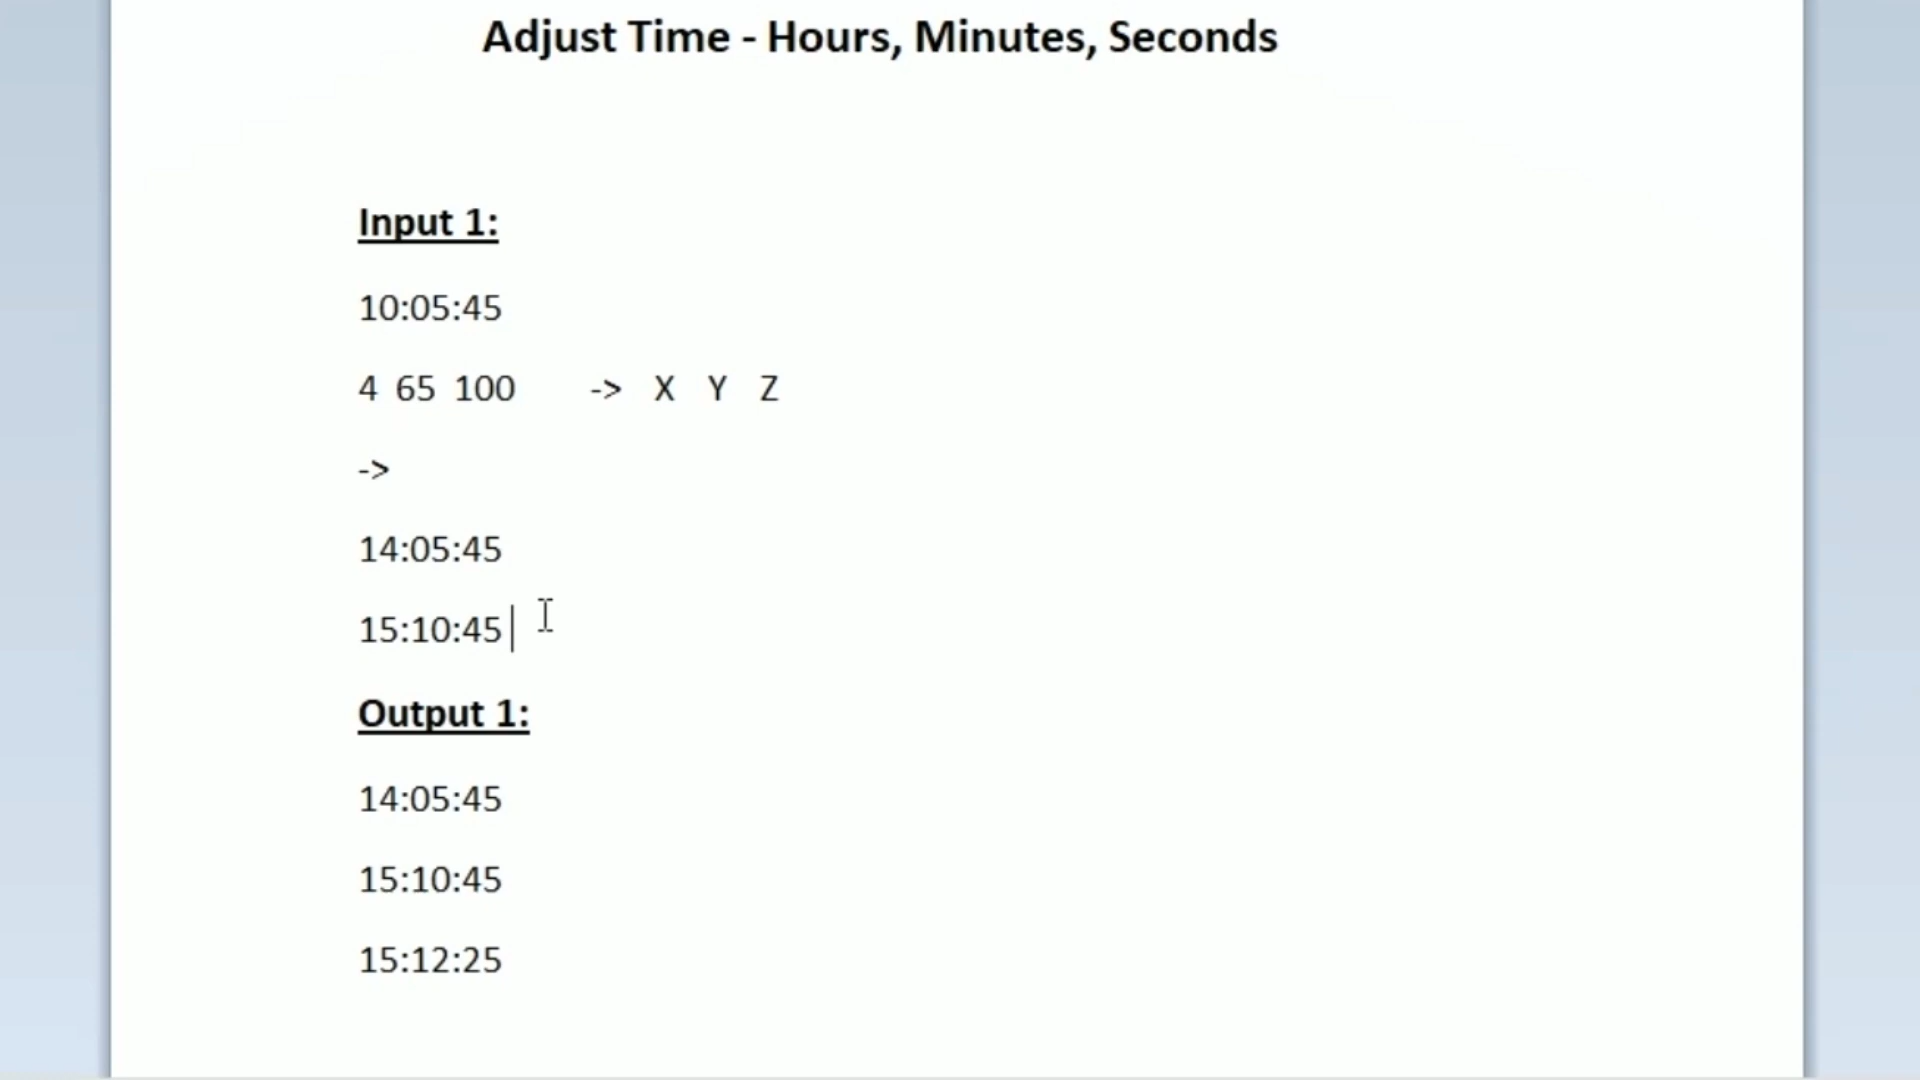 Adjust Time - Hours, Minutes, Seconds
Input 1:
10:05:45
4 65 100 -> X Y Z
->
14:05:45
15:10:45
Output 1:
14:05:45
15:10:45
15:12:25